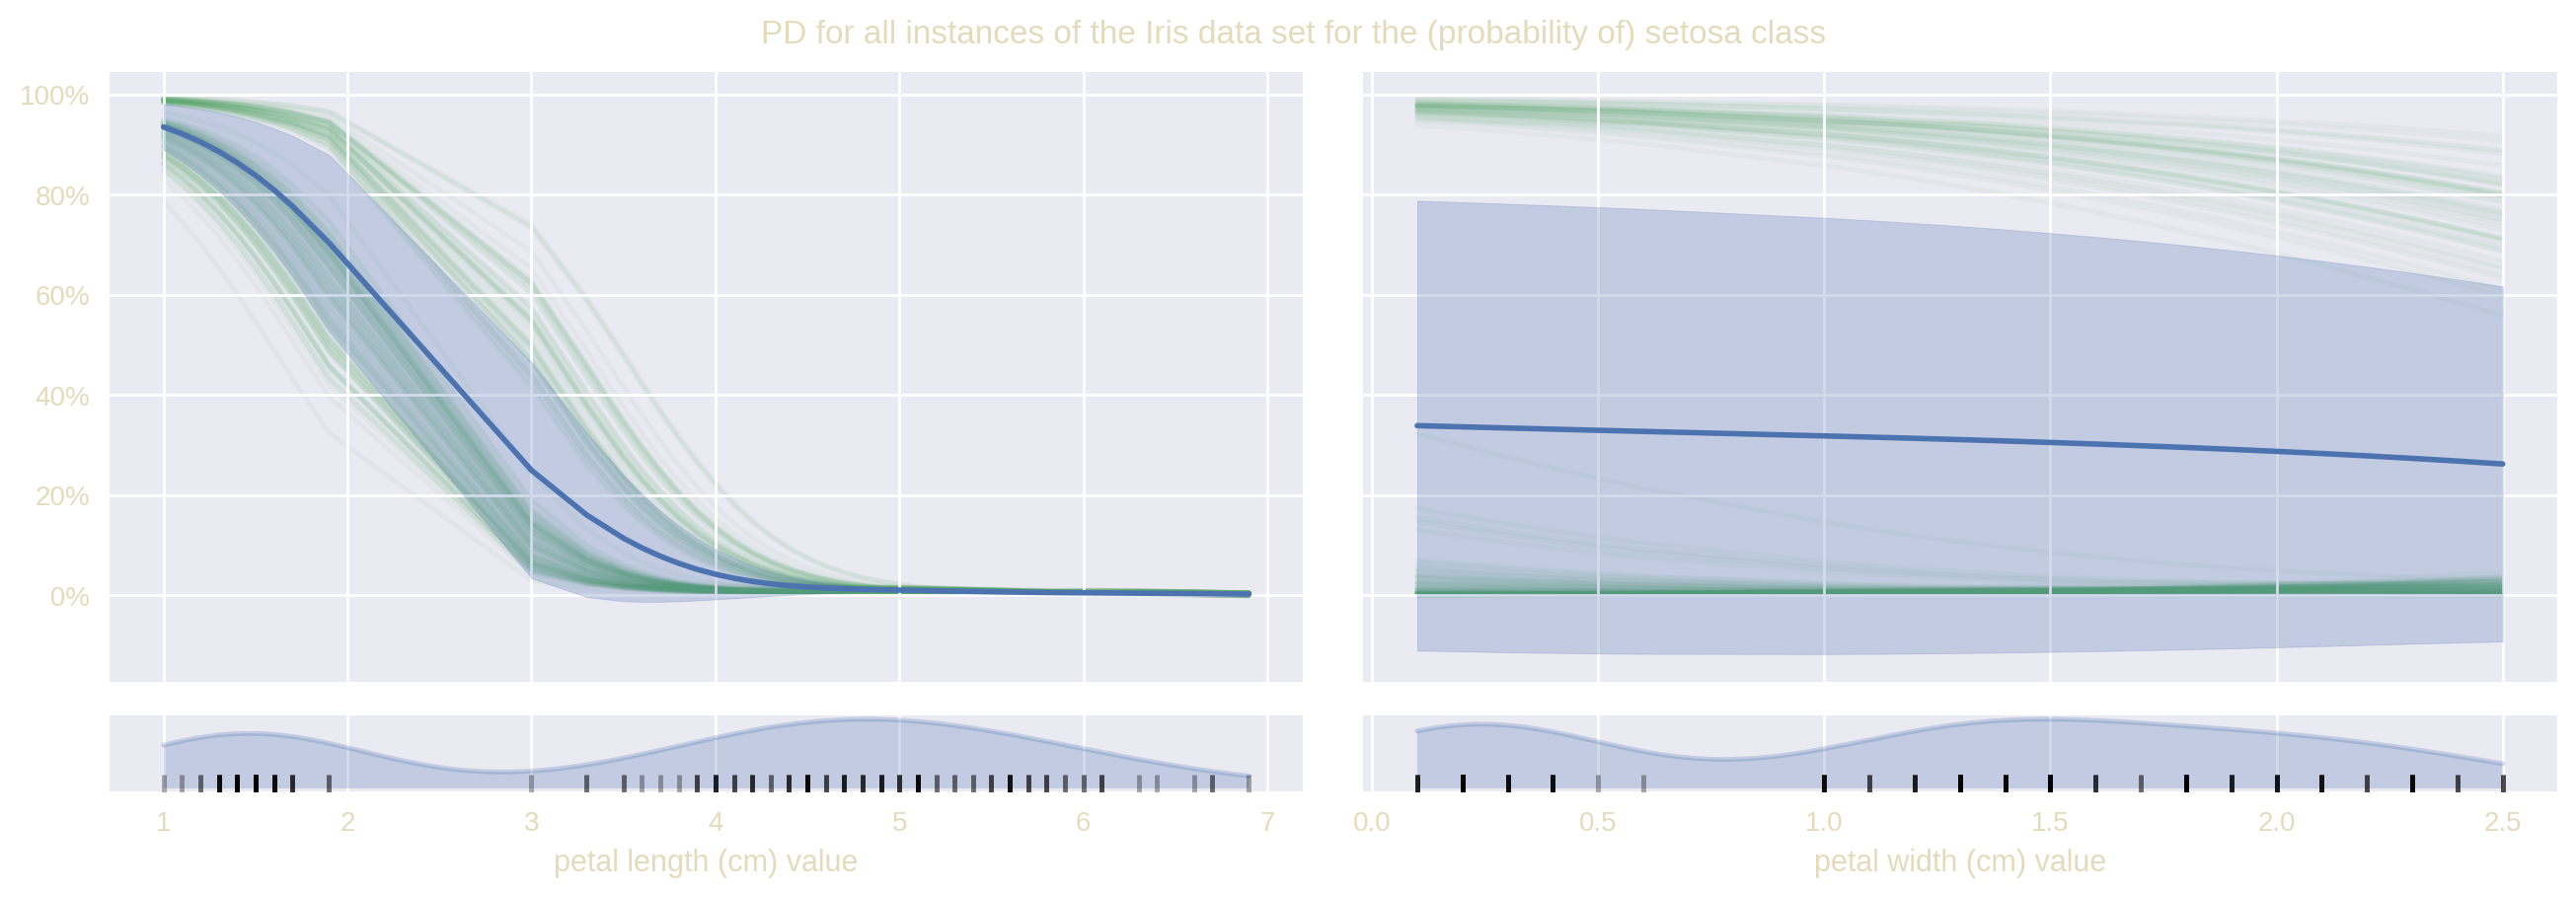 PD for all instances of the Iris data set for the (probability of) setosa class
100%
80%
60%
40%
20%
0%
1 2 3 4 5 6 7
0.0 0.5 1.0 1.5 2.0 2.5
petal length (cm) value
petal width (cm) value